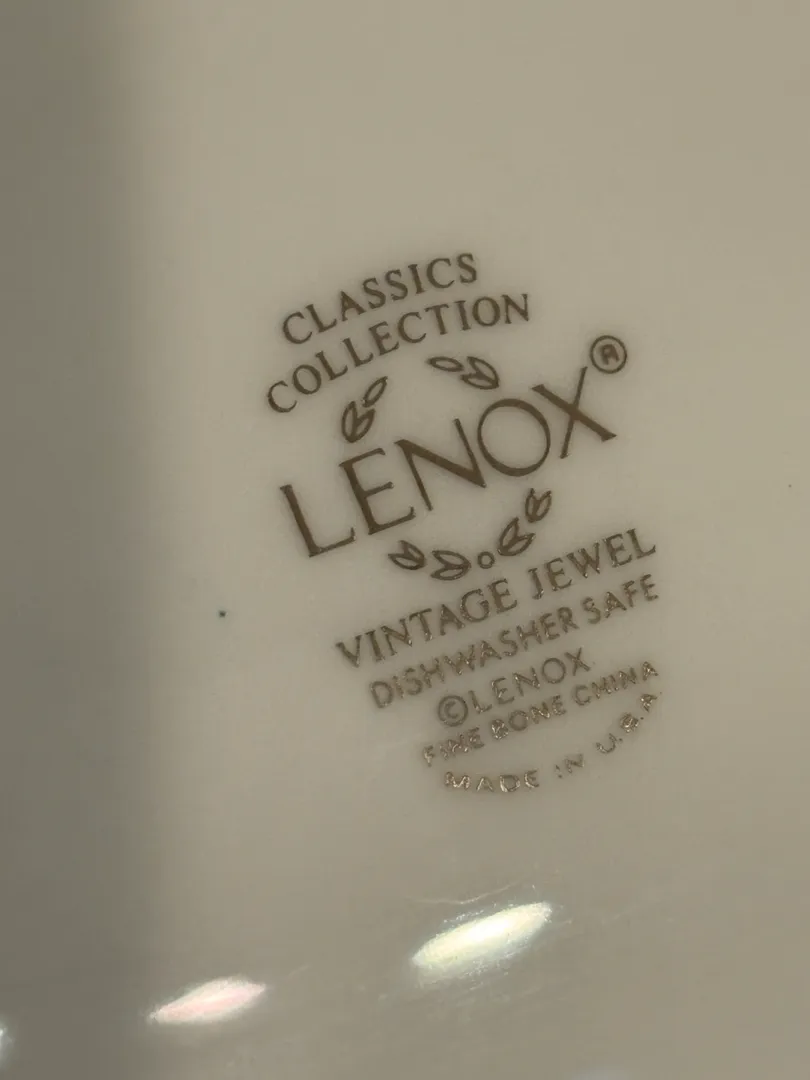 CLASSICS
COLLECTION
LENOX®
VINTAGE JEWEL
DISHWASHER SAFE
©LENOX
FINE BONE CHINA
MADE IN U.S.A.